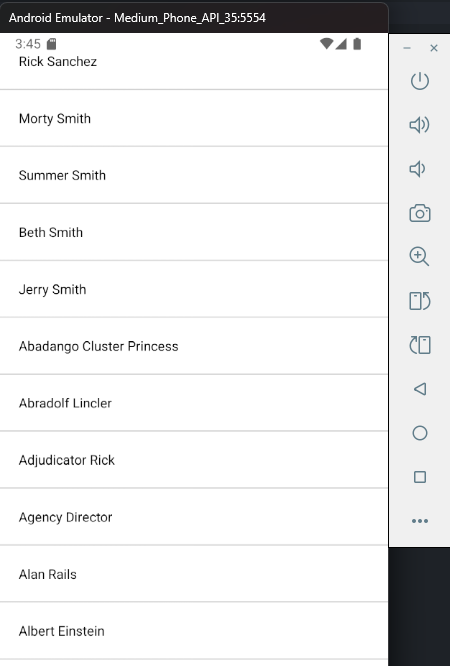 Android Emulator - Medium_Phone_API_35:5554
3:45
Rick Sanchez
Morty Smith
Summer Smith
Beth Smith
Jerry Smith
Abadango Cluster Princess
Abradolf Lincler
Adjudicator Rick
Agency Director
Alan Rails
Albert Einstein